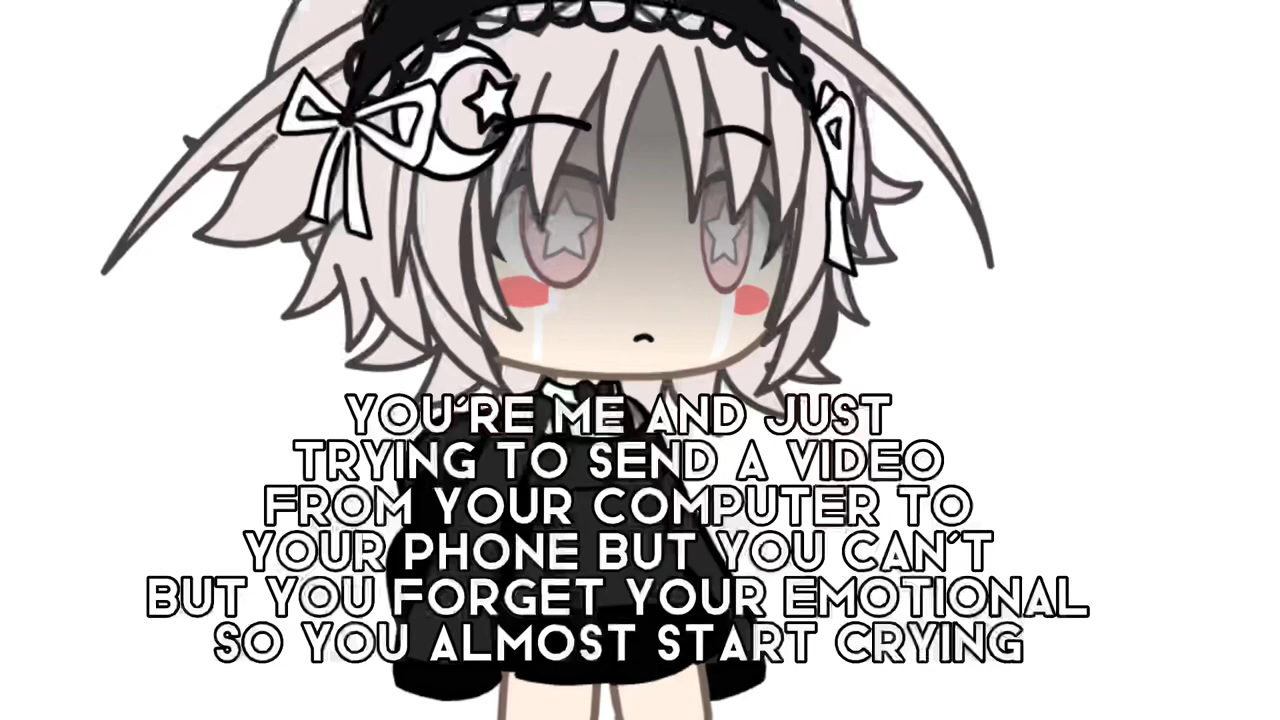 YOU'RE ME AND JUST
TRYING TO SEND A VIDEO
FROM YOUR COMPUTER TO
YOUR PHONE BUT YOU CAN'T
BUT YOU FORGET YOUR EMOTIONAL
SO YOU ALMOST START CRYING